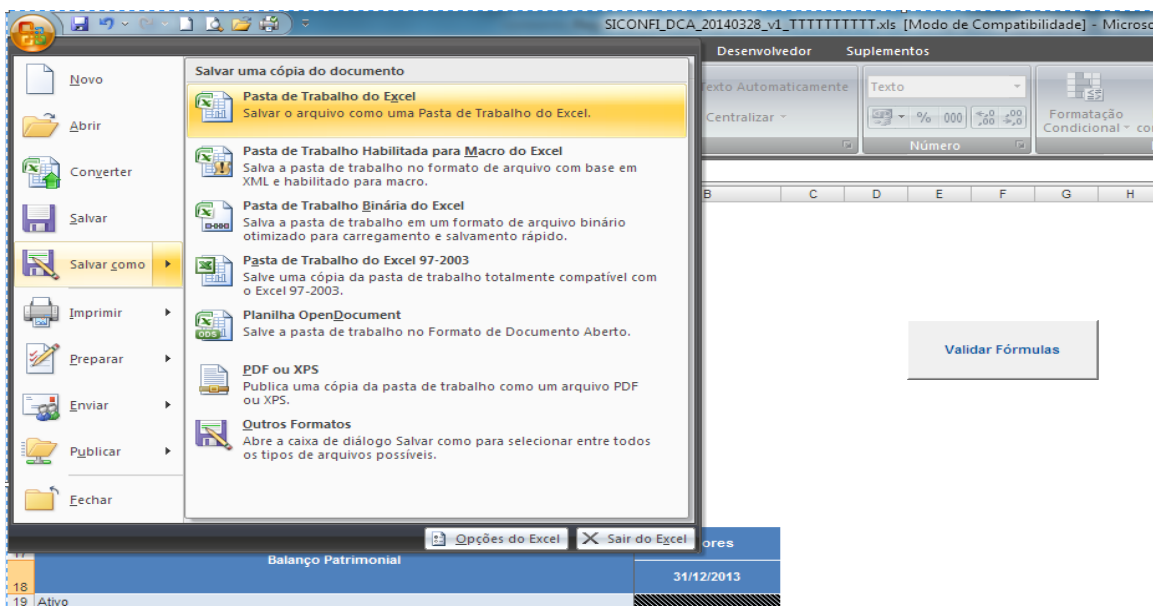 SICONFI_DCA_20140328_v1_TTTTTTTTTT.xls [Modo de Compatibilidade] - Microsc
Desenvolvedor Suplementos
Novo
Abrir
Converter
Salvar
Salvar como
Imprimir
Preparar
Enviar
Publicar
Fechar
Salvar uma cópia do documento
Pasta de Trabalho do Excel
Salvar o arquivo como uma Pasta de Trabalho do Excel.
Pasta de Trabalho Habilitada para Macro do Excel
Salva a pasta de trabalho no formato de arquivo com base em
XML e habilitado para macro.
Pasta de Trabalho Binária do Excel
Salva a pasta de trabalho em um formato de arquivo binário
otimizado para carregamento e salvamento rápido.
Pasta de Trabalho do Excel 97-2003
Salve uma cópia da pasta de trabalho totalmente compatível com
o Excel 97-2003.
Planilha OpenDocument
Salve a pasta de trabalho no Formato de Documento Aberto.
PDF ou XPS
Publica uma cópia da pasta de trabalho como um arquivo PDF
ou XPS.
Outros Formatos
Abre a caixa de diálogo Salvar como para selecionar entre todos
os tipos de arquivos possíveis.
Opções do Excel Sair do Excel
Texto Automaticamente
Centralizar
Texto
% 000
Número
Formatação
Condicional
B C D E F G H
Validar Fórmulas
ores
17 Balanço Patrimonial
31/12/2013
18
19 Ativo